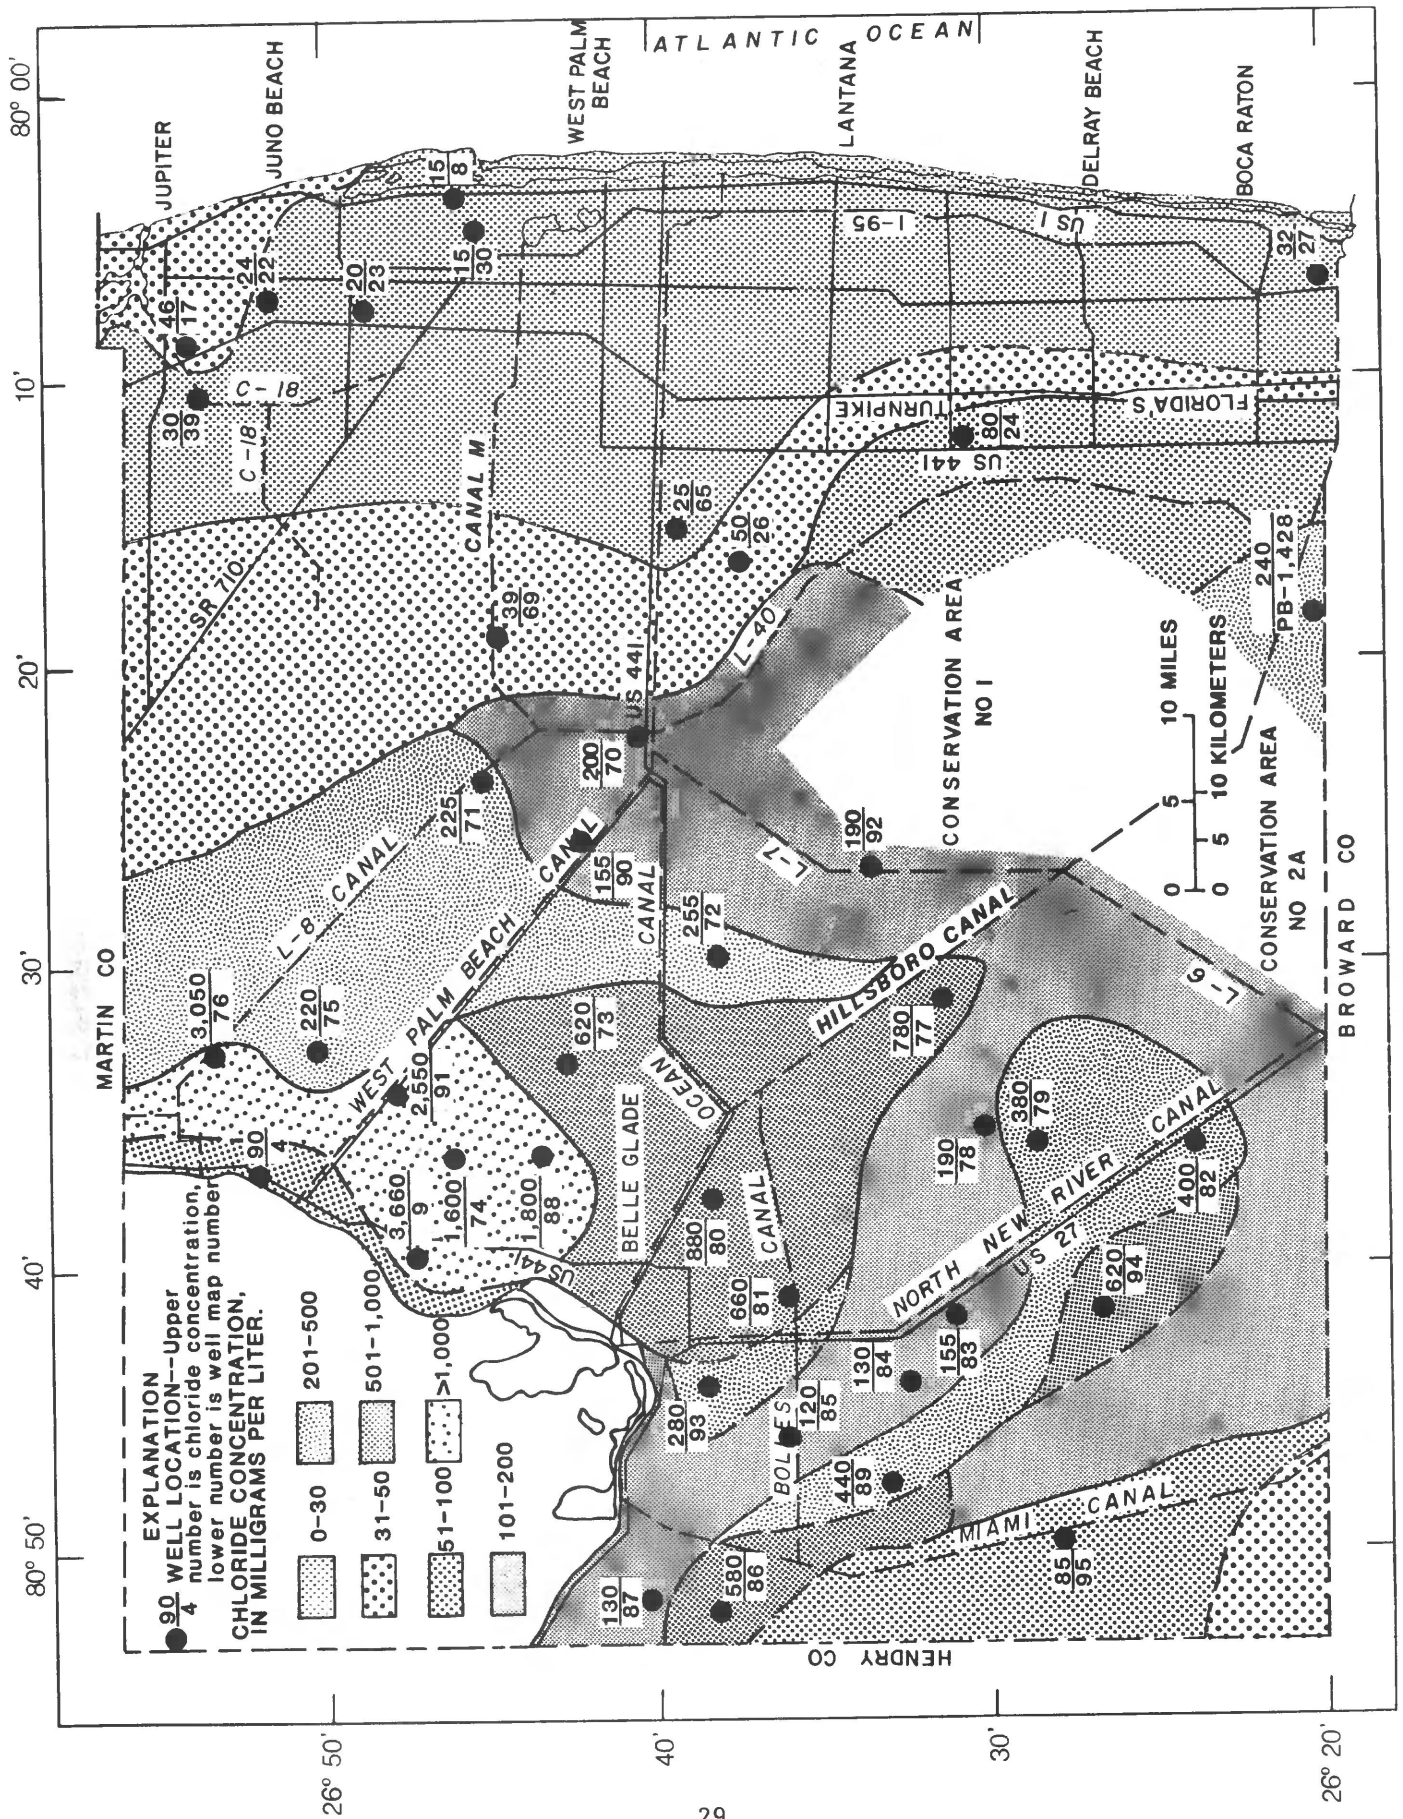 EXPLANATION
90
4
WELL LOCATION--Upper
number is chloride concentration,
lower number is well map number
CHLORIDE CONCENTRATION,
IN MILLIGRAMS PER LITER.
0-30
31-50
51-100
101-200
201-500
501-1,000
>1,000
80° 50'
40'
30'
20'
10'
80° 00'
26° 50'
40'
30'
26° 20'
MARTIN CO
HENDRY CO
BROWARD CO
ATLANTIC OCEAN
JUPITER
JUNO BEACH
WEST PALM
BEACH
LANTANA
DELRAY BEACH
BOCA RATON
46
17
24
22
20
23
15
8
15
30
30
39
C-18
C-18
SR 710
CANAL M
39
69
25
65
50
26
I-95
US 1
TURNPIKE
FLORIDA'S
US 441
80
24
32
27
240
PB-1,428
L-40
US 441
200
70
225
71
L-8 CANAL
3,050
76
220
75
WEST PALM BEACH CANAL
155
90
CANAL
255
72
L-7
190
92
CONSERVATION AREA
NO 1
0 5 10 MILES
0 5 10 KILOMETERS
CONSERVATION AREA
NO 2A
L-6
HILLSBORO CANAL
780
77
2,550
91
90
4
3,660
9
1,600
74
1,800
88
620
73
BELLE GLADE
US 441
OCEAN
880
80
CANAL
660
81
190
78
380
79
NORTH NEW RIVER CANAL
US 27
400
82
620
94
155
83
130
84
120
85
BOLLES
280
93
440
89
130
87
580
86
MIAMI CANAL
85
95
29